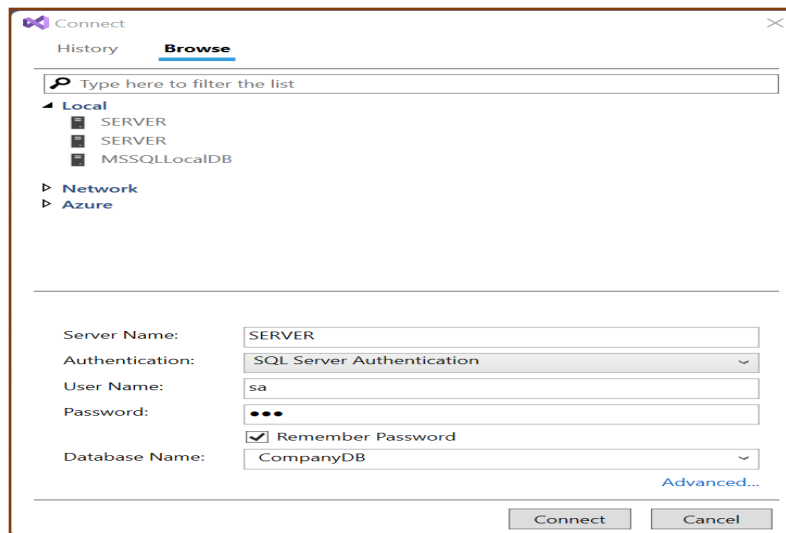 Connect
History Browse
Type here to filter the list
Local
SERVER
SERVER
MSSQLLocalDB
Network
Azure
Server Name: SERVER
Authentication: SQL Server Authentication
User Name: sa
Password: •••
Remember Password
Database Name: CompanyDB
Advanced...
Connect Cancel